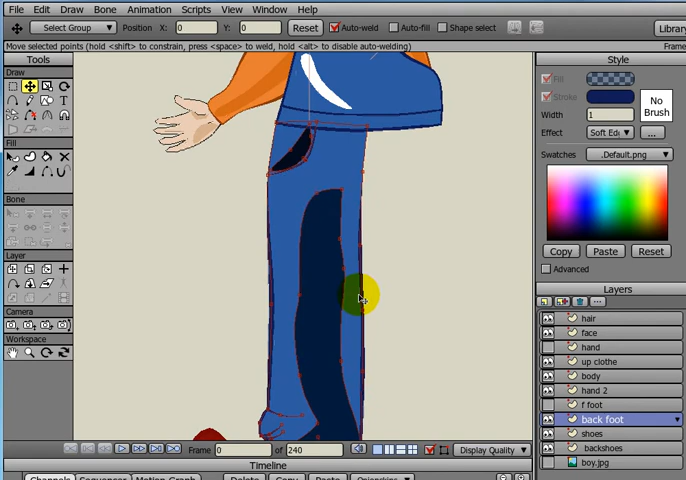 File Edit Draw Bone Animation Scripts View Window Help
Select Group Position X: 0 Y: 0 Reset Auto-weld Auto-fill Shape select Library
Move selected points (hold <shift> to constrain, press <space> to weld, hold <alt> to disable auto-welding) Frame
Tools
Draw
T
Fill
Bone
Layer
Camera
Workspace
Style
Fill
Stroke
Width 1
No Brush
Effect Soft Ed ...
Swatches .Default.png
Copy Paste Reset
Advanced
Layers
hair
face
hand
up clothe
body
hand 2
f foot
back foot
shoes
backshoes
boy.jpg
Frame 0 of 240 Display Quality
Timeline
Channels Sequencer Motion Graph Delete Copy Paste